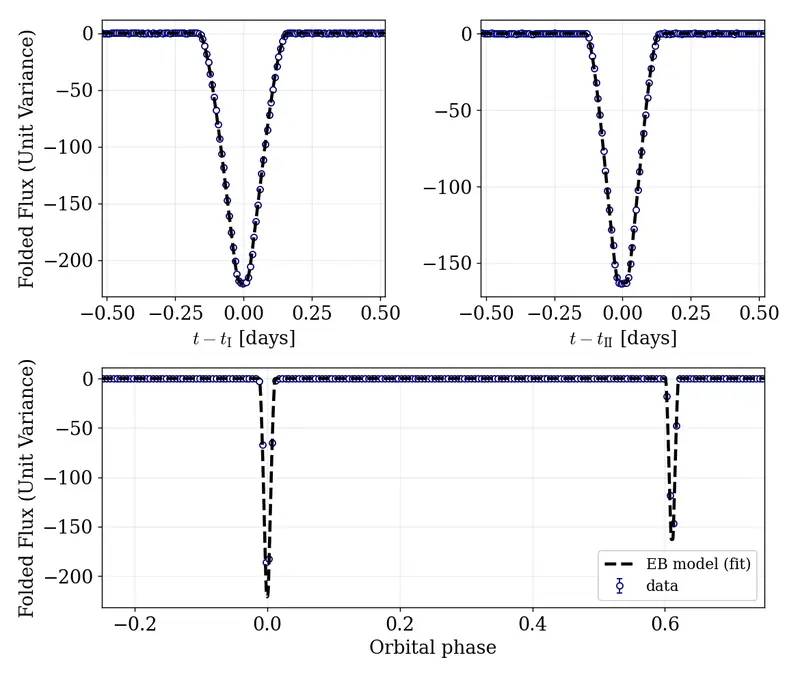 Folded Flux (Unit Variance)
0
−50
−100
−150
−200
−0.50 −0.25 0.00 0.25 0.50
t − tI [days]
0
−50
−100
−150
−0.50 −0.25 0.00 0.25 0.50
t − tII [days]
Folded Flux (Unit Variance)
0
−50
−100
−150
−200
−0.2 0.0 0.2 0.4 0.6
Orbital phase
EB model (fit)
data